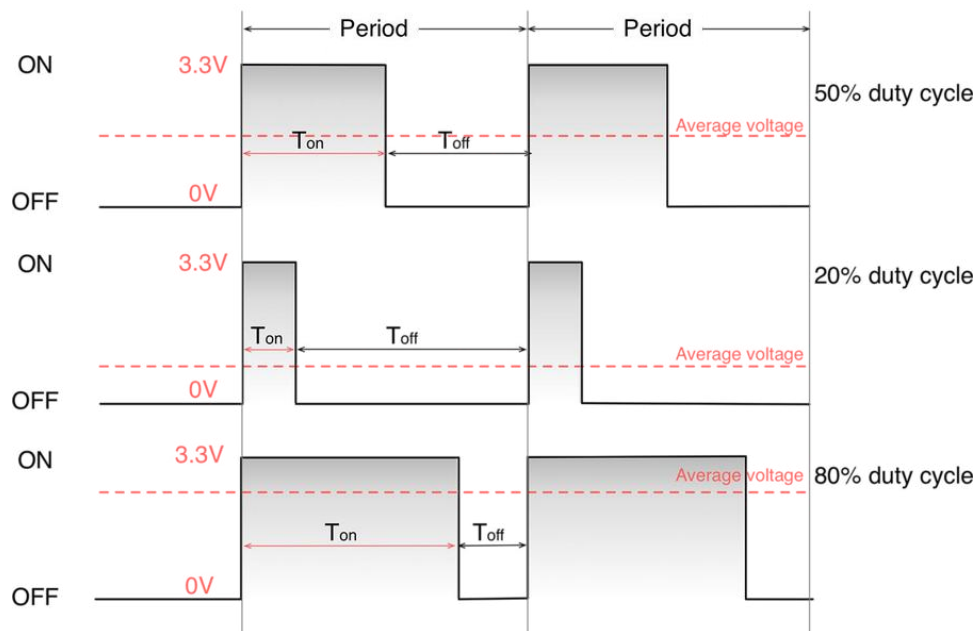 Period Period
ON 3.3V
50% duty cycle
Average voltage
Ton Toff
OFF 0V
ON 3.3V
20% duty cycle
Ton Toff
Average voltage
OFF 0V
ON 3.3V
Average voltage 80% duty cycle
Ton Toff
OFF 0V